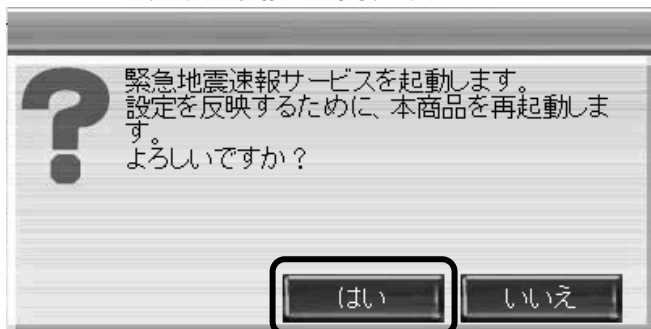 緊急地震速報サービスを起動します。
設定を反映するために、本商品を再起動しま
す。
よろしいですか？
はい
いいえ